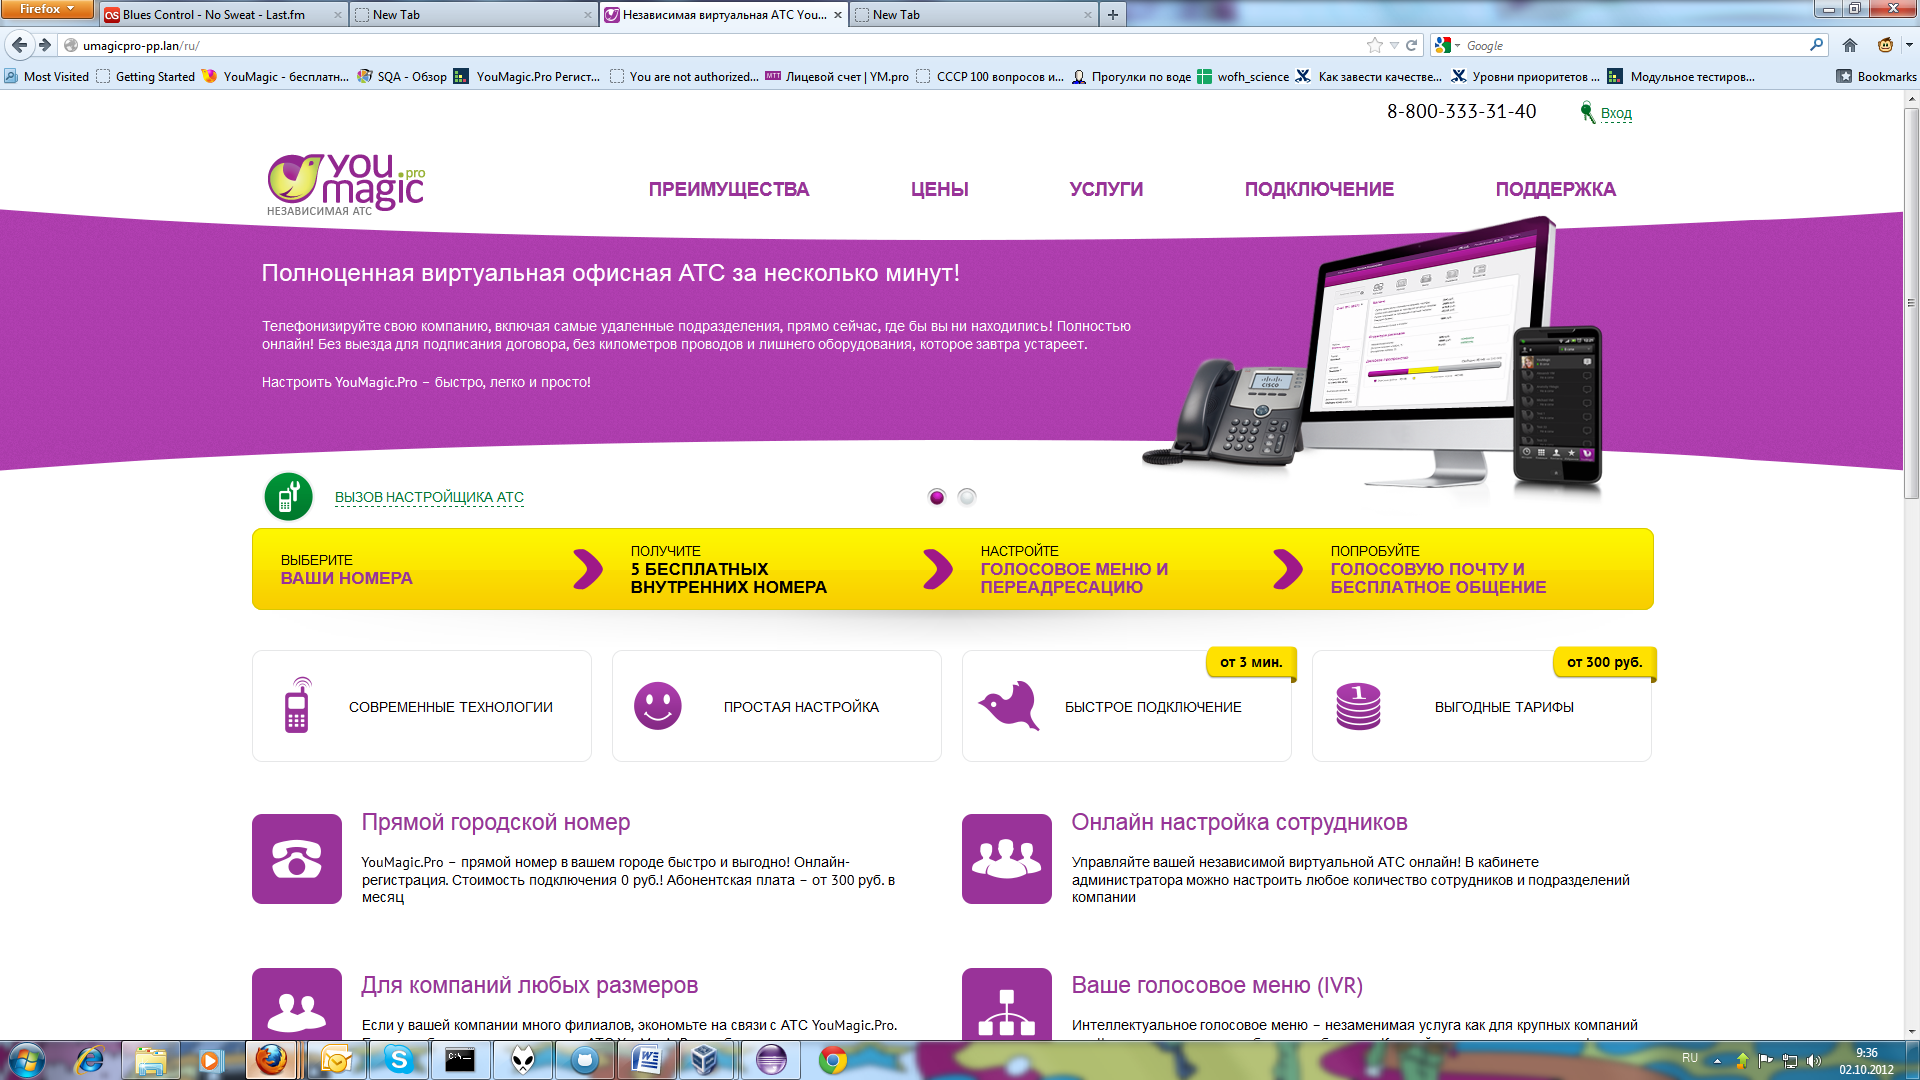 Firefox
Blues Control - No Sweat - Last.fm
New Tab
Независимая виртуальная АТС You...
New Tab
umagicpro-pp.lan/ru/
Google
Most Visited
Getting Started
YouMagic - бесплатн...
SQA - Обзор
YouMagic.Pro Регист...
You are not authorized...
Лицевой счет | YM.pro
СССР 100 вопросов и...
Прогулки по воде
wofh_science
Как завести качестве...
Уровни приоритетов ...
Модульное тестиров...
Bookmarks
8-800-333-31-40
Вход
you
magic
.pro
НЕЗАВИСИМАЯ АТС
ПРЕИМУЩЕСТВА
ЦЕНЫ
УСЛУГИ
ПОДКЛЮЧЕНИЕ
ПОДДЕРЖКА
Полноценная виртуальная офисная АТС за несколько минут!
Телефонизируйте свою компанию, включая самые удаленные подразделения, прямо сейчас, где бы вы ни находились! Полностью
онлайн! Без выезда для подписания договора, без километров проводов и лишнего оборудования, которое завтра устареет.
Настроить YouMagic.Pro – быстро, легко и просто!
CISCO
ВЫЗОВ НАСТРОЙЩИКА АТС
ВЫБЕРИТЕ
ВАШИ НОМЕРА
ПОЛУЧИТЕ
5 БЕСПЛАТНЫХ
ВНУТРЕННИХ НОМЕРА
НАСТРОЙТЕ
ГОЛОСОВОЕ МЕНЮ И
ПЕРЕАДРЕСАЦИЮ
ПОПРОБУЙТЕ
ГОЛОСОВУЮ ПОЧТУ И
БЕСПЛАТНОЕ ОБЩЕНИЕ
СОВРЕМЕННЫЕ ТЕХНОЛОГИИ
ПРОСТАЯ НАСТРОЙКА
от 3 мин.
БЫСТРОЕ ПОДКЛЮЧЕНИЕ
от 300 руб.
1
ВЫГОДНЫЕ ТАРИФЫ
Прямой городской номер
YouMagic.Pro – прямой номер в вашем городе быстро и выгодно! Онлайн-
регистрация. Стоимость подключения 0 руб.! Абонентская плата – от 300 руб. в
месяц
Онлайн настройка сотрудников
Управляйте вашей независимой виртуальной АТС онлайн! В кабинете
администратора можно настроить любое количество сотрудников и подразделений
компании
Для компаний любых размеров
Если у вашей компании много филиалов, экономьте на связи с АТС YouMagic.Pro.
Ваше голосовое меню (IVR)
Интеллектуальное голосовое меню – незаменимая услуга как для крупных компаний
RU
9:36
02.10.2012